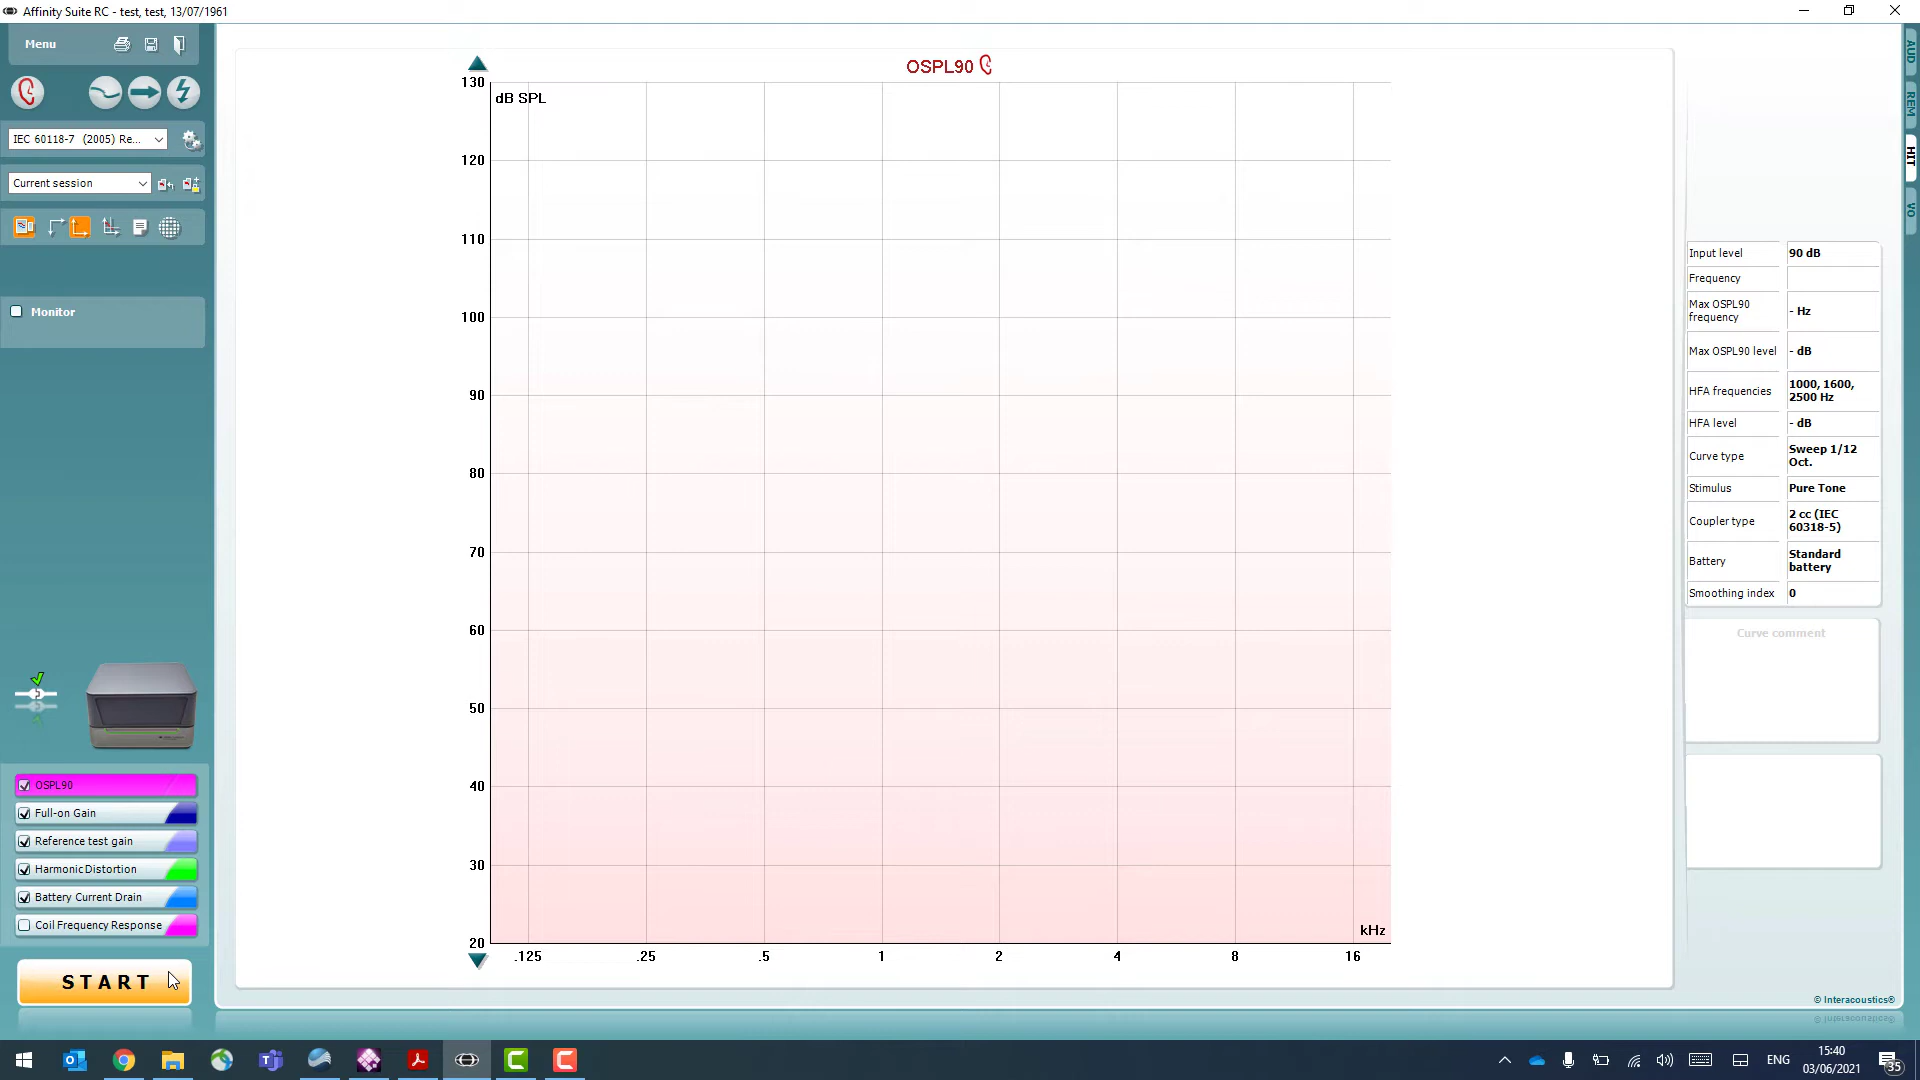 Affinity Suite RC - test, test, 13/07/1961
Menu
IEC 60118-7 (2005) Re...
Current session
Monitor
OSPL90
Full-on Gain
Reference test gain
Harmonic Distortion
Battery Current Drain
Coil Frequency Response
START
OSPL90
dB SPL
130
120
110
100
90
80
70
60
50
40
30
20
kHz
.125 .25 .5 1 2 4 8 16
AUD
REM
HIT
VO
Input level 90 dB
Frequency
Max OSPL90
frequency - Hz
Max OSPL90 level - dB
HFA frequencies 1000, 1600,
2500 Hz
HFA level - dB
Curve type Sweep 1/12
Oct.
Stimulus Pure Tone
Coupler type 2 cc (IEC
60318-5)
Battery Standard
battery
Smoothing index 0
Curve comment
© Interacoustics®
ENG
15:40
03/06/2021
35